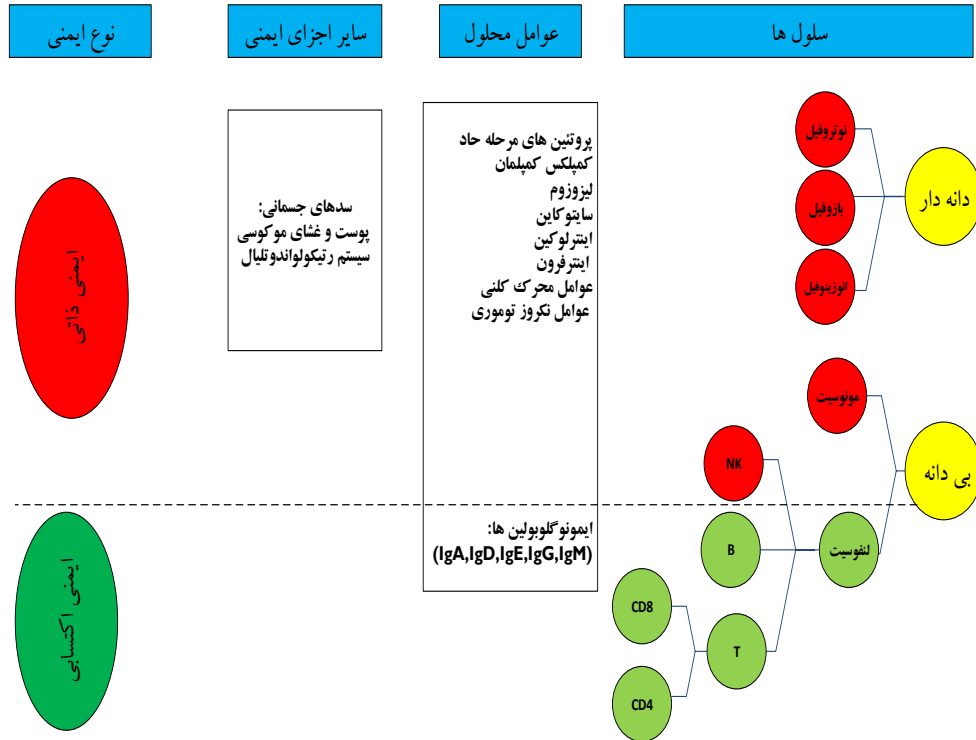 سلول ها
عوامل محلول
سایر اجزای ایمنی
نوع ایمنی
دانه دار
نوتروفیل
بازوفیل
ائوزینوفیل
بی دانه
مونوسیت
لنفوسیت
NK
B
T
CD8
CD4
پروتئین های مرحله حاد
کمپلکس کمپلمان
لیزوزوم
سایتوکاین
اینترلوکین
اینترفرون
عوامل محرک کلنی
عوامل نکروز توموری
ایمونوگلوبولین ها:
(IgA,IgD,IgE,IgG,IgM)
سدهای جسمانی:
پوست و غشای موکوسی
سیستم رتیکولواندوتلیال
ایمنی ذاتی
ایمنی اکتسابی